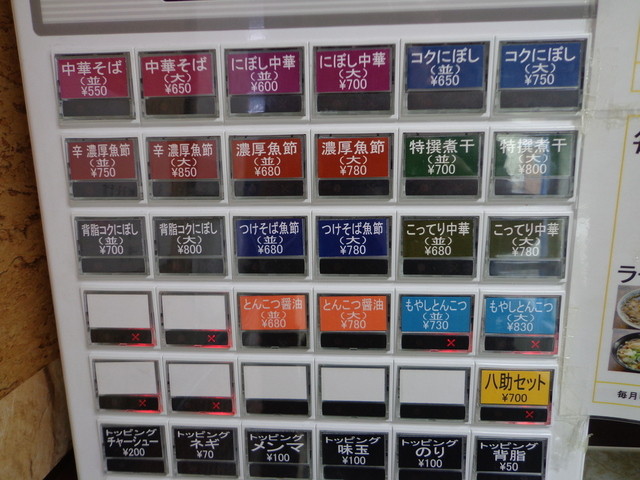 中華そば
(並)
¥550
中華そば
(大)
¥650
にぼし中華
(並)
¥600
にぼし中華
(大)
¥700
コクにぼし
(並)
¥650
コクにぼし
(大)
¥750
辛 濃厚魚節
(並)
¥750
辛 濃厚魚節
(大)
¥850
濃厚魚節
(並)
¥680
濃厚魚節
(大)
¥780
特撰煮干
(並)
¥700
特撰煮干
(大)
¥800
背脂コクにぼし
(並)
¥700
背脂コクにぼし
(大)
¥800
つけそば魚節
(並)
¥680
つけそば魚節
(大)
¥780
こってり中華
(並)
¥680
こってり中華
(大)
¥780
とんこつ醤油
(並)
¥680
とんこつ醤油
(大)
¥780
もやしとんこつ
(並)
¥730
もやしとんこつ
(大)
¥830
八助セット
¥700
トッピング
チャーシュー
¥200
トッピング
ネギ
¥70
トッピング
メンマ
¥100
トッピング
味玉
¥100
トッピング
のり
¥100
トッピング
背脂
¥50
毎月